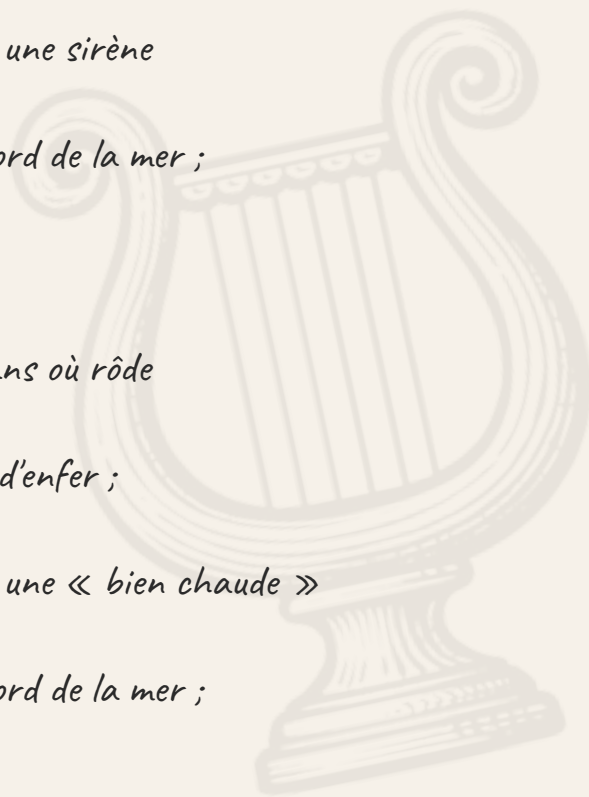 une sirène
ord de la mer ;
ns où rôde
d'enfer ;
une « bien chaude »
ord de la mer ;